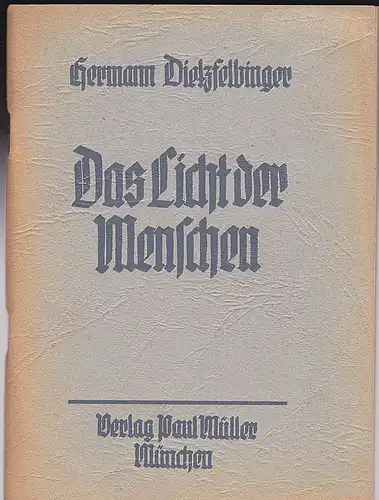 Hermann Dietzfelbinger
Das Licht der
Menschen
Verlag Paul Müller
München